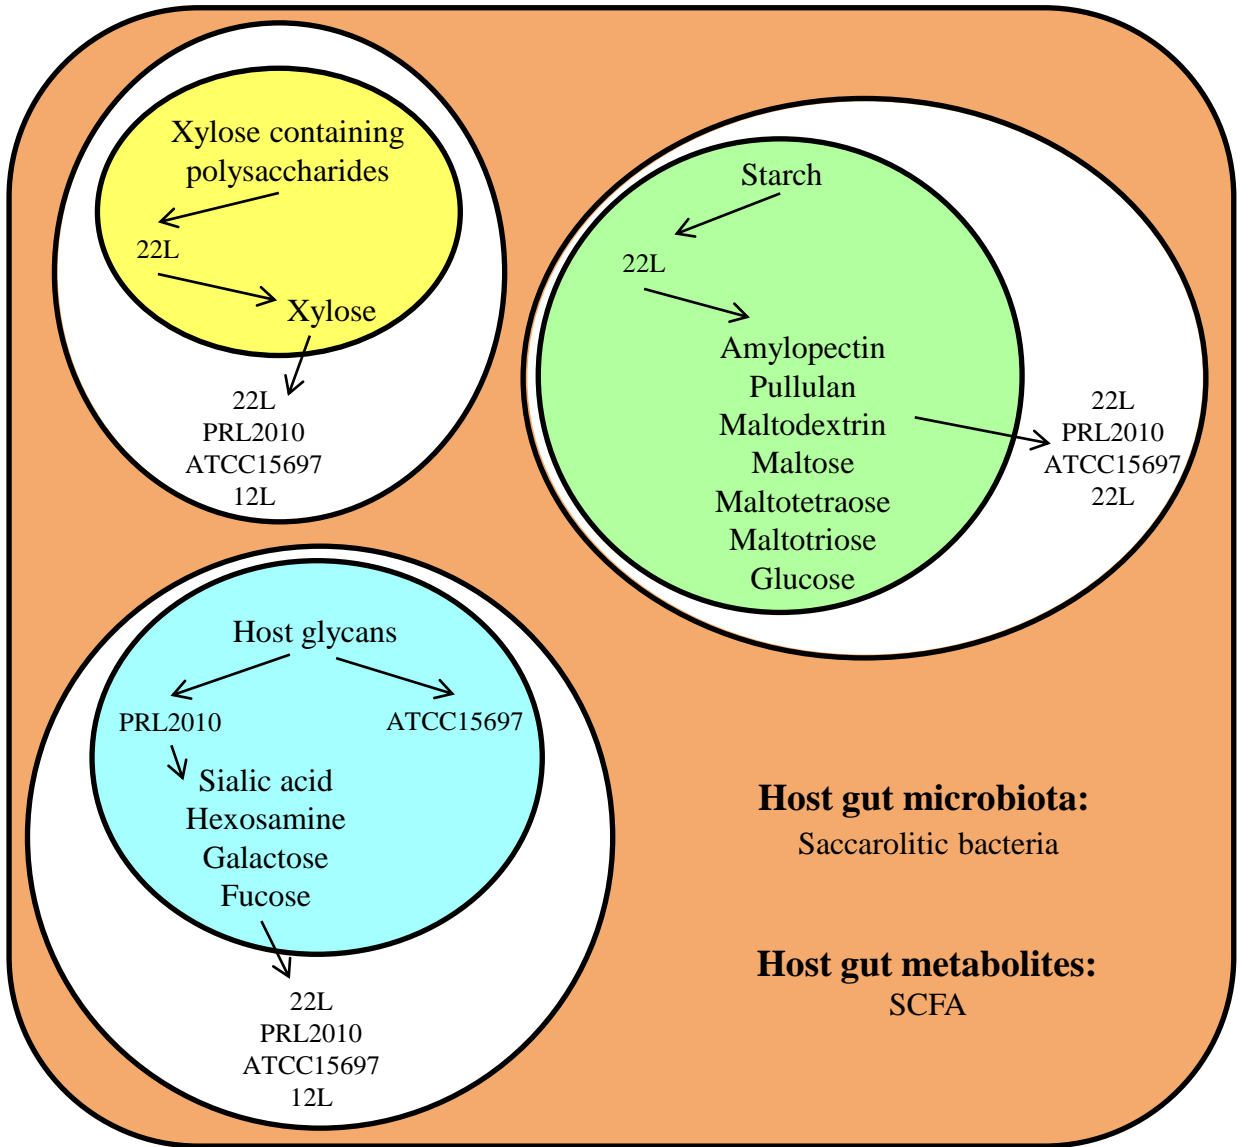 Xylose containing
polysaccharides
22L
Xylose
22L
PRL2010
ATCC15697
12L
Starch
22L
Amylopectin
Pullulan
Maltodextrin
Maltose
Maltotetraose
Maltotriose
Glucose
22L
PRL2010
ATCC15697
22L
Host glycans
PRL2010
ATCC15697
Sialic acid
Hexosamine
Galactose
Fucose
22L
PRL2010
ATCC15697
12L
Host gut microbiota:
Saccarolitic bacteria
Host gut metabolites:
SCFA